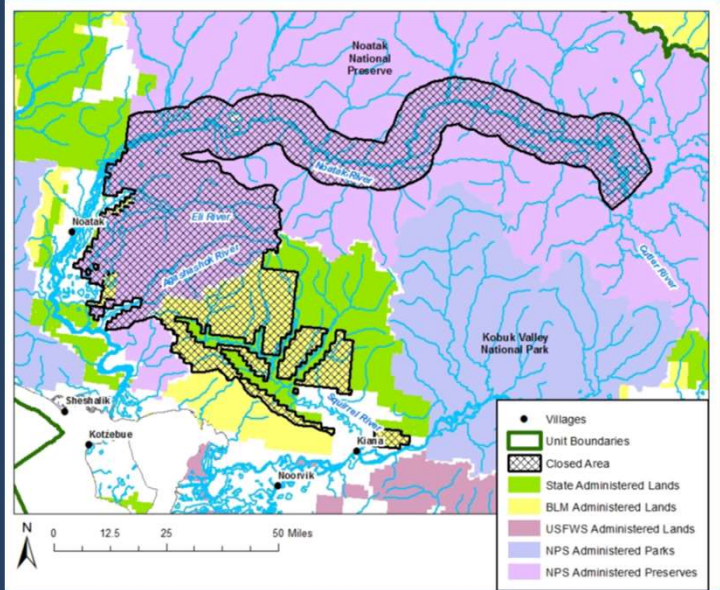 Noatak
National
Preserve
Noatak River
Noatak
Eli River
Agashashok River
Cutler River
Kobuk Valley
National Park
Squirrel River
Sheshalik
Kotzebue
Kiana
Noorvik
Villages
Unit Boundaries
Closed Area
State Administered Lands
BLM Administered Lands
USFWS Administered Lands
NPS Administered Parks
NPS Administered Preserves
N
0 12.5 25 50 Miles